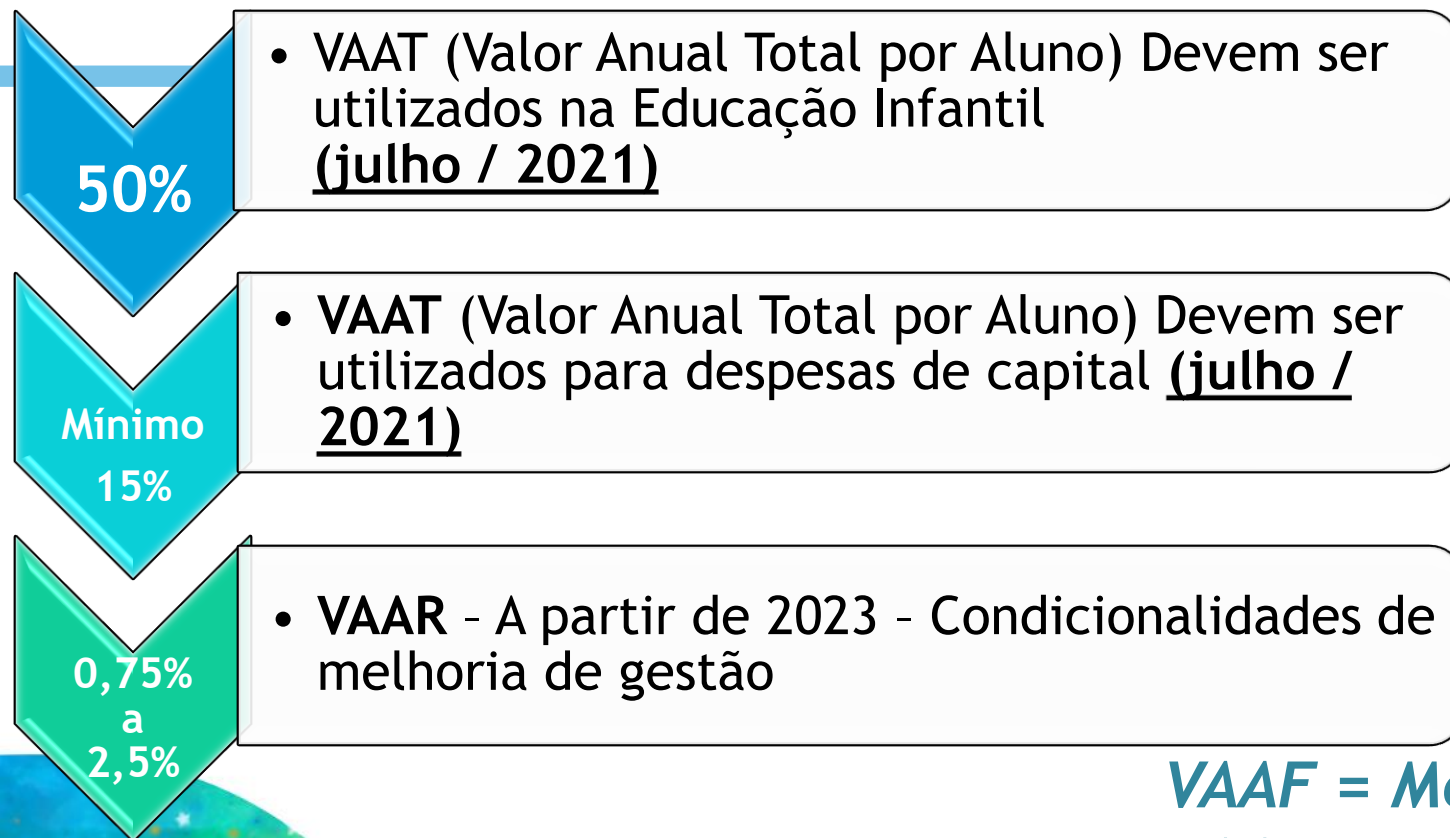 • VAAT (Valor Anual Total por Aluno) Devem ser
utilizados na Educação Infantil
(julho / 2021)
50%
• VAAT (Valor Anual Total por Aluno) Devem ser
utilizados para despesas de capital (julho /
2021)
Mínimo
15%
• VAAR – A partir de 2023 – Condicionalidades de
melhoria de gestão
0,75%
a
2,5%
VAAF =